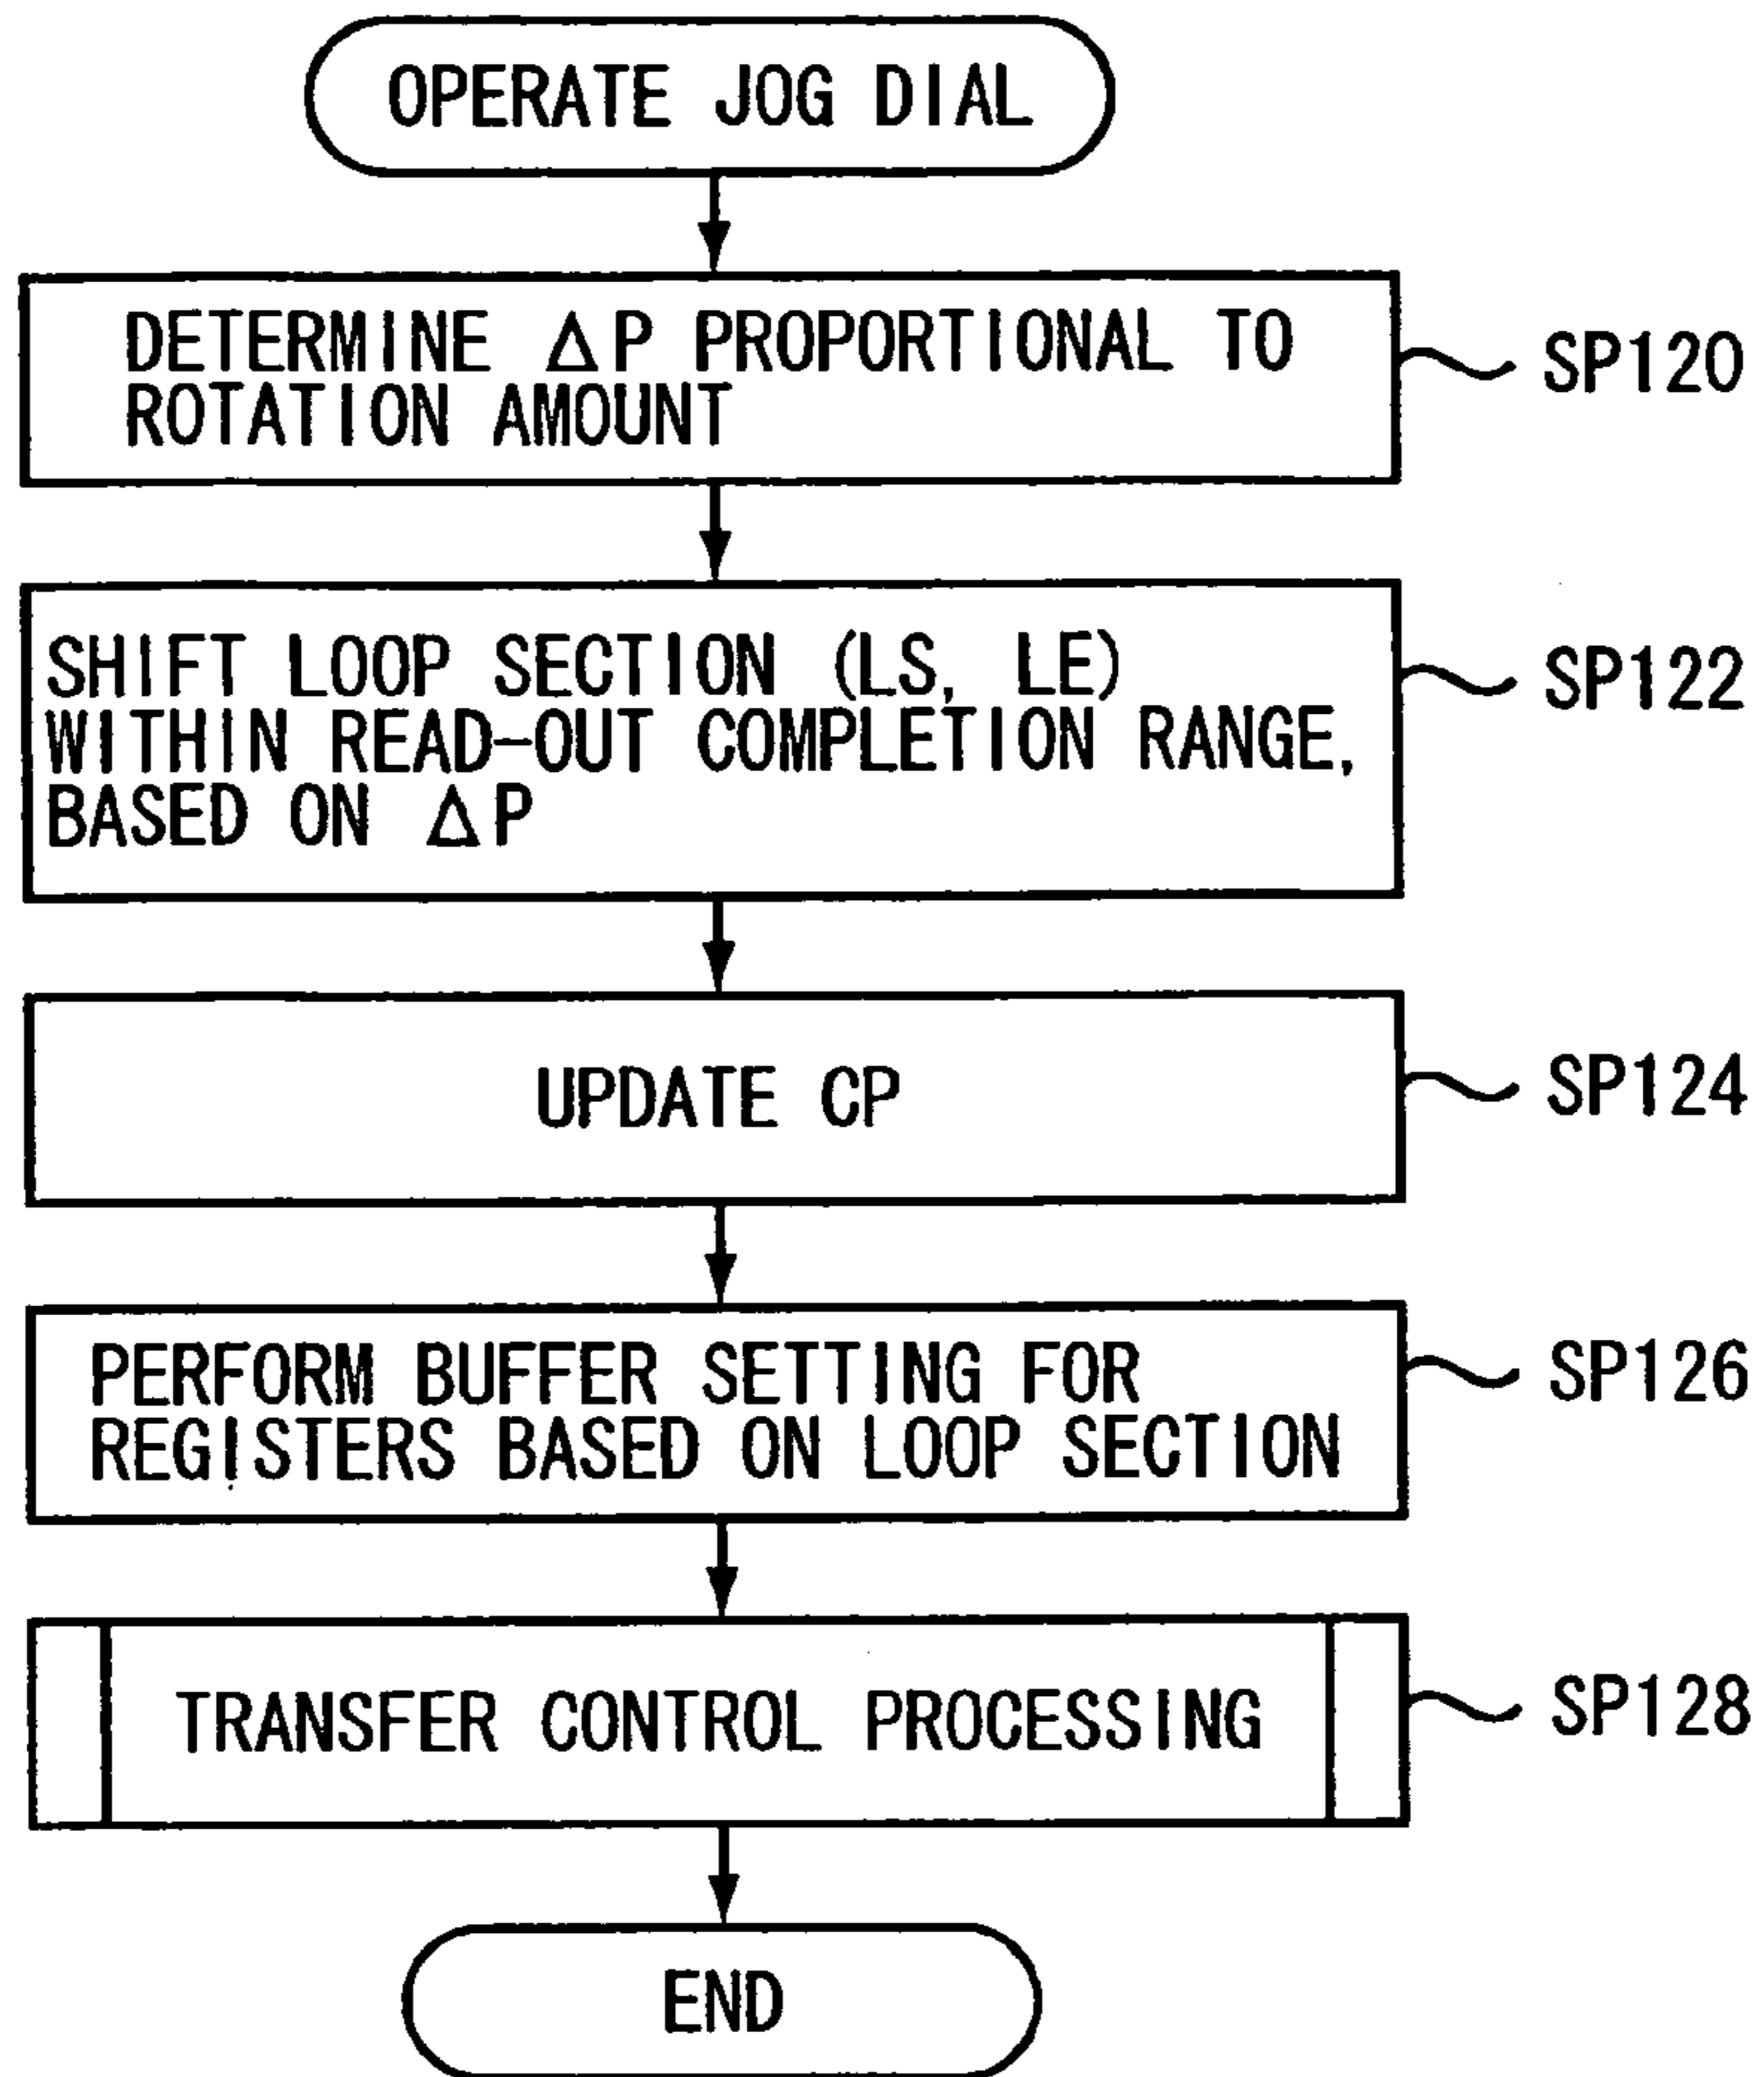 OPERATE JOG DIAL
DETERMINE ΔP PROPORTIONAL TO
ROTATION AMOUNT
SP120
SHIFT LOOP SECTION (LS, LE)
WITHIN READ-OUT COMPLETION RANGE,
BASED ON ΔP
SP122
UPDATE CP
SP124
PERFORM BUFFER SETTING FOR
REGISTERS BASED ON LOOP SECTION
SP126
TRANSFER CONTROL PROCESSING
SP128
END